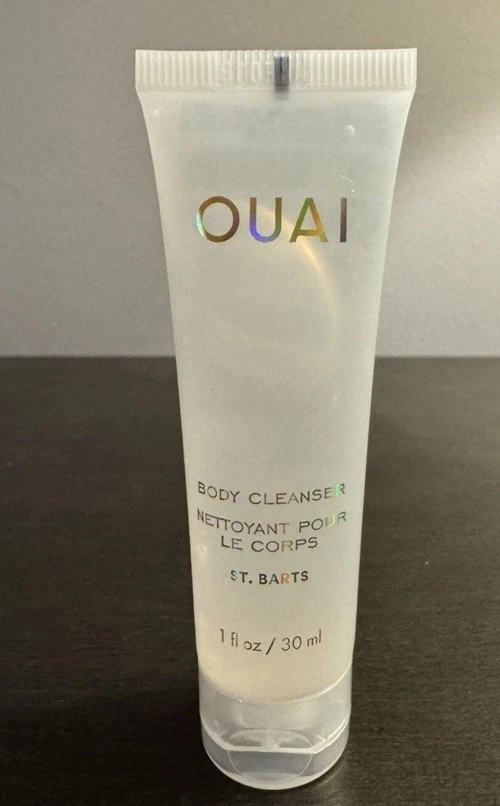 OUAI
BODY CLEANSER
NETTOYANT POUR
LE CORPS
ST. BARTS
1 fl oz / 30 ml